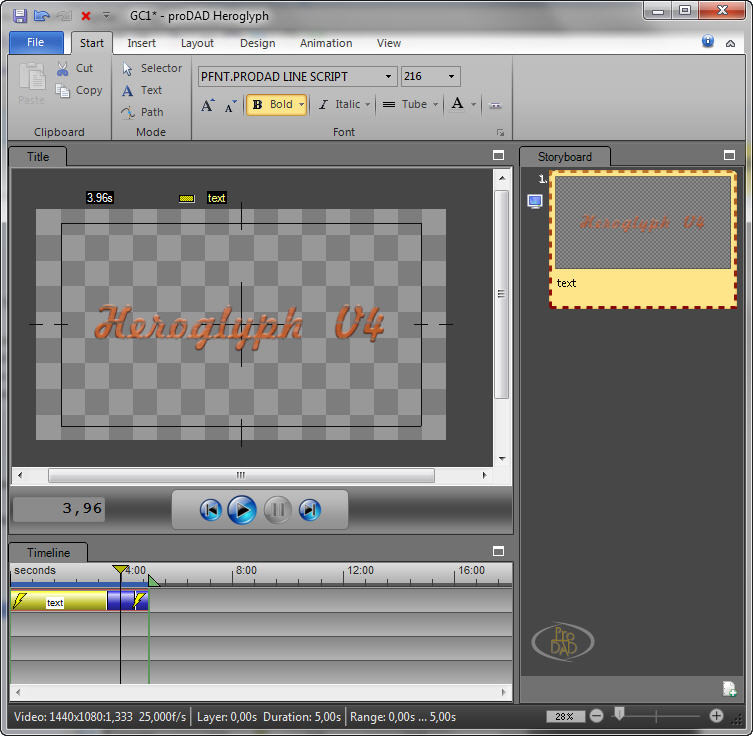 GC1* - proDAD Heroglyph
File Start Insert Layout Design Animation View
Paste
Cut
Copy
Clipboard
Selector
Text
Path
Mode
PFNT.PRODAD LINE SCRIPT 216
A A B Bold I Italic Tube A
Font
Title
3.96s text
Heroglyph V4
3,96
Storyboard
1.
Heroglyph V4
text
Timeline
seconds 4:00 8:00 12:00 16:00
text
ProDAD
Video: 1440x1080:1,333 25,000f/s Layer: 0,00s Duration: 5,00s Range: 0,00s ... 5,00s 28%